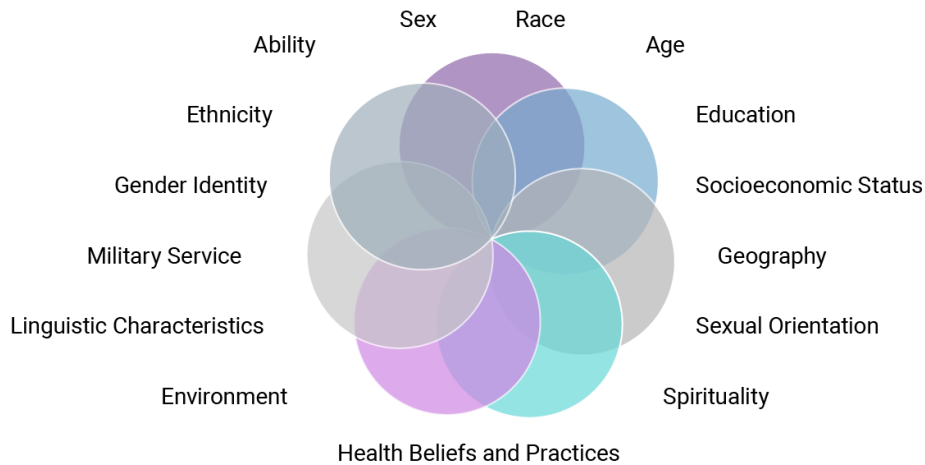 Sex
Race
Ability
Age
Ethnicity
Education
Gender Identity
Socioeconomic Status
Military Service
Geography
Linguistic Characteristics
Sexual Orientation
Environment
Spirituality
Health Beliefs and Practices